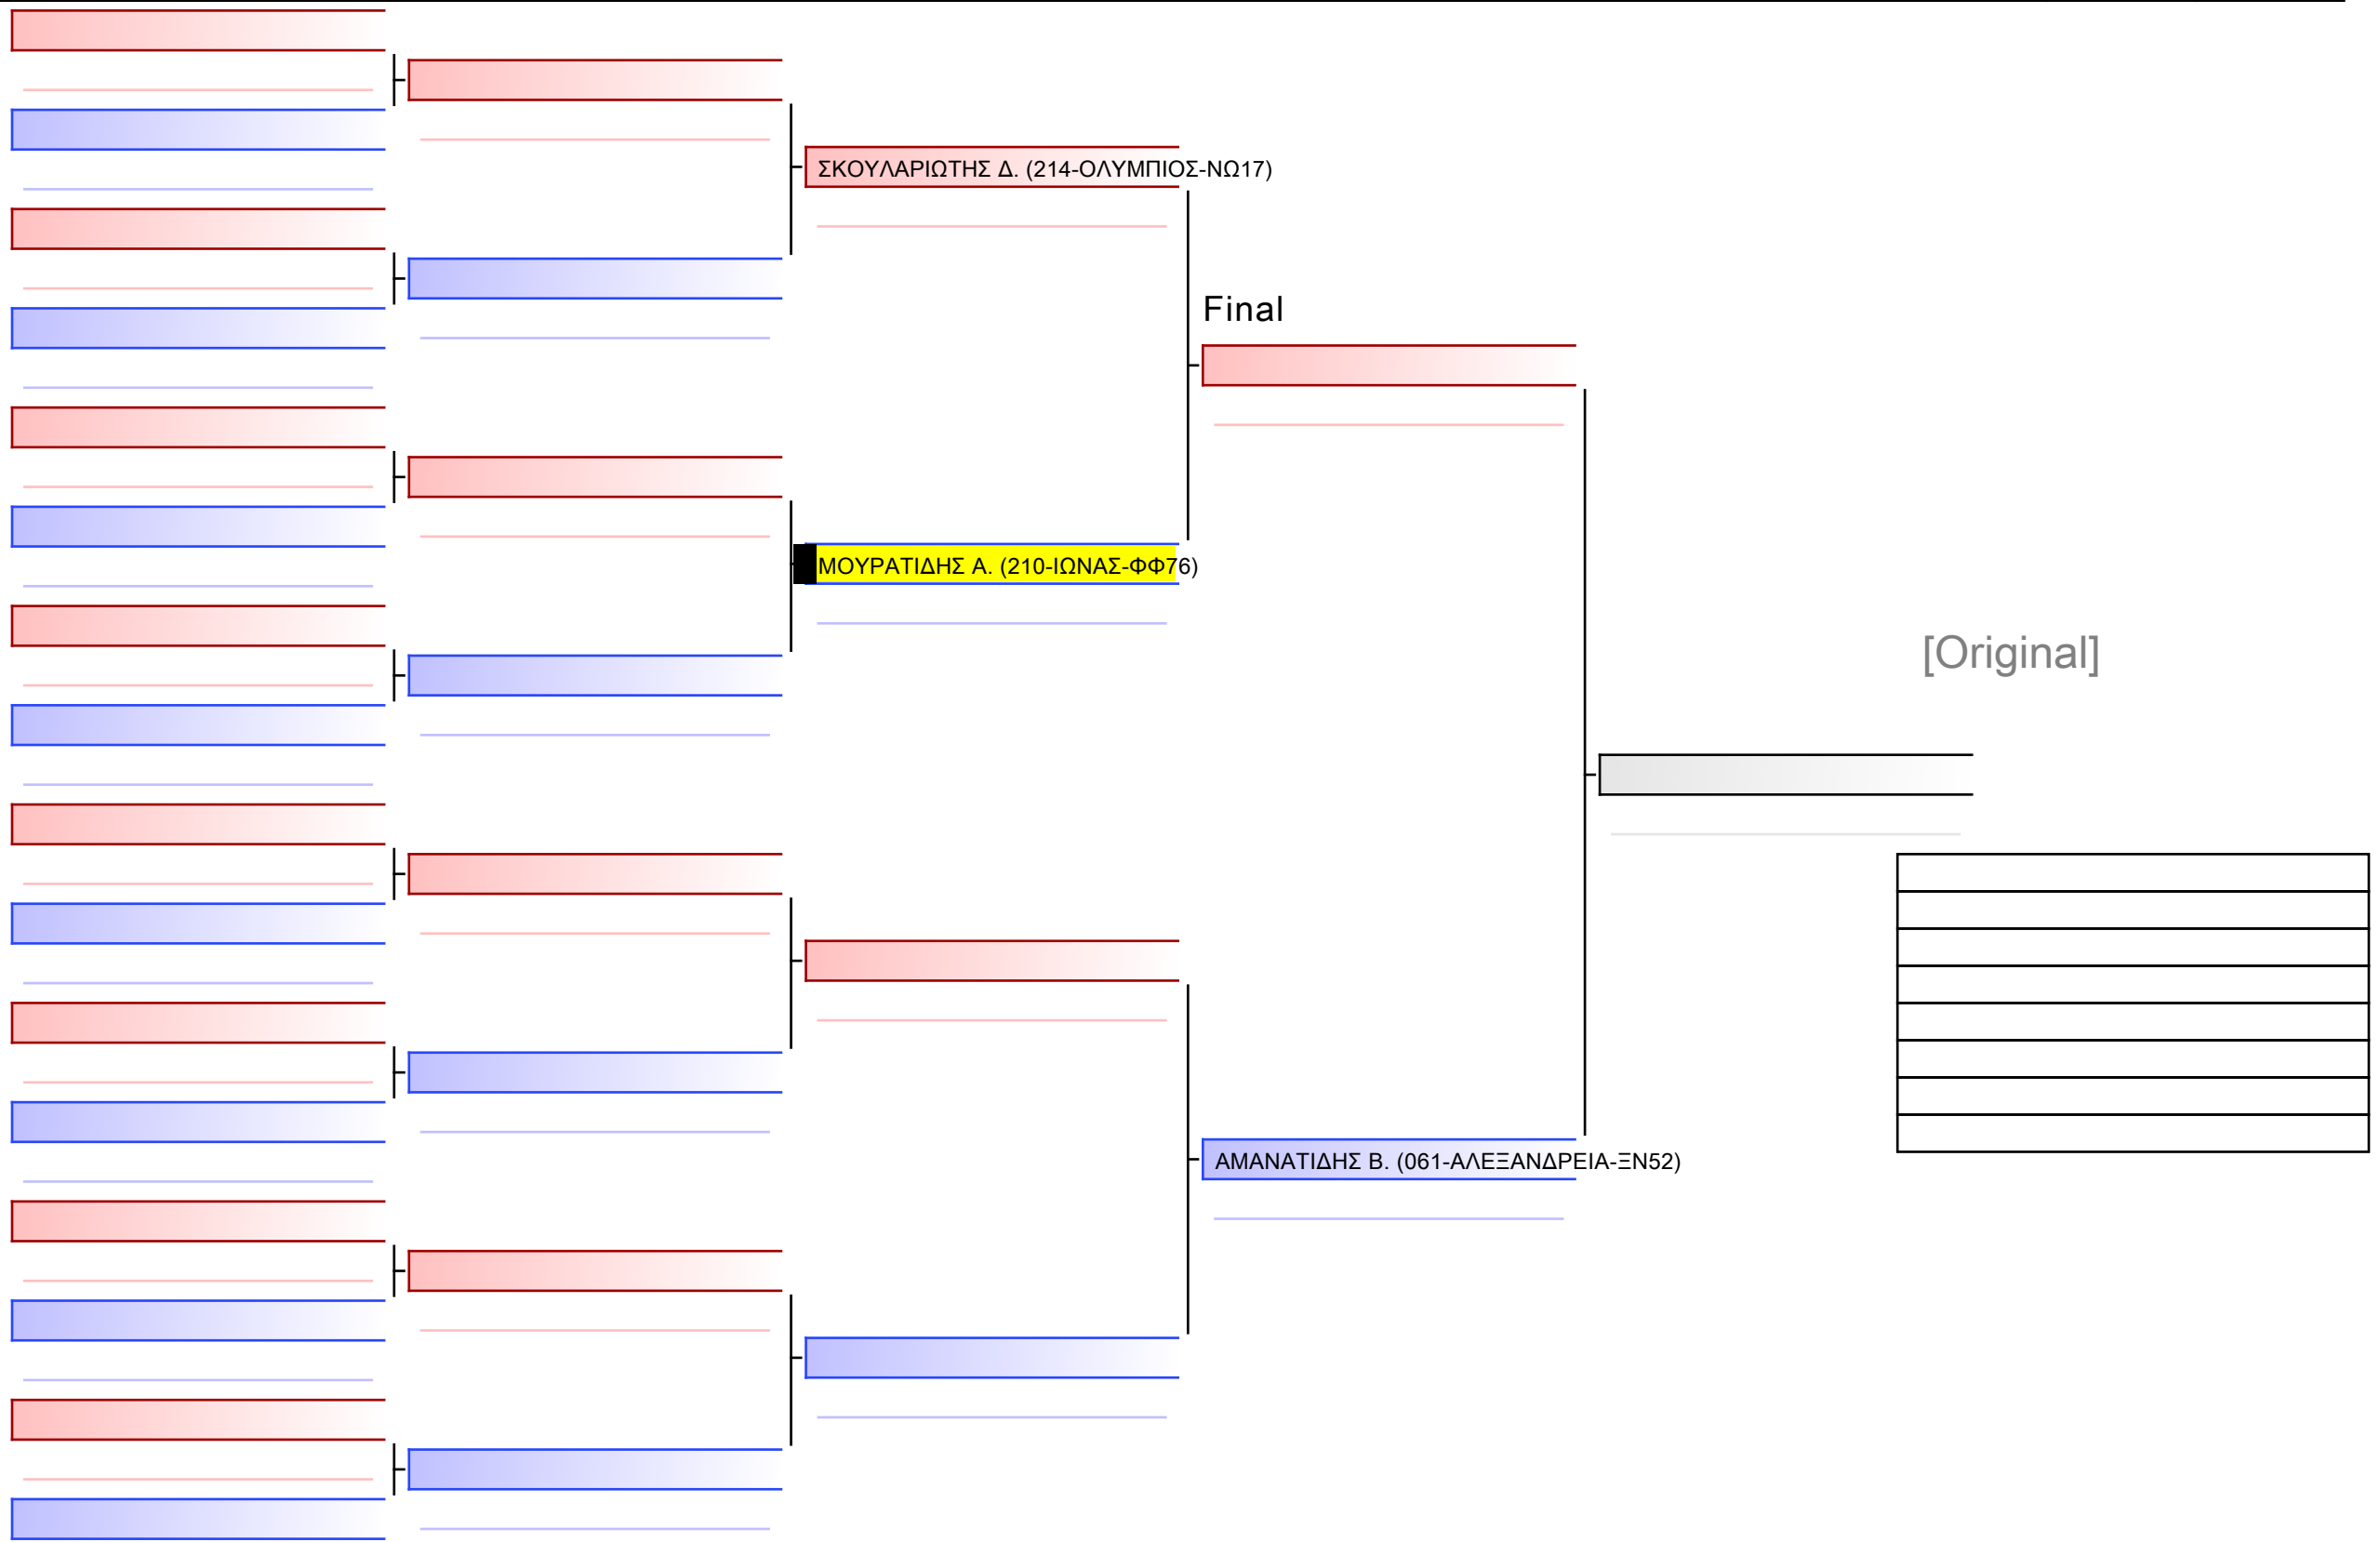 ΣΚΟΥΛΑΡΙΩΤΗΣ Δ. (214-ΟΛΥΜΠΙΟΣ-ΝΩ17)
Final
ΜΟΥΡΑΤΙΔΗΣ Α. (210-ΙΩΝΑΣ-ΦΦ76)
[Original]
ΑΜΑΝΑΤΙΔΗΣ Β. (061-ΑΛΕΞΑΝΔΡΕΙΑ-ΞΝ52)